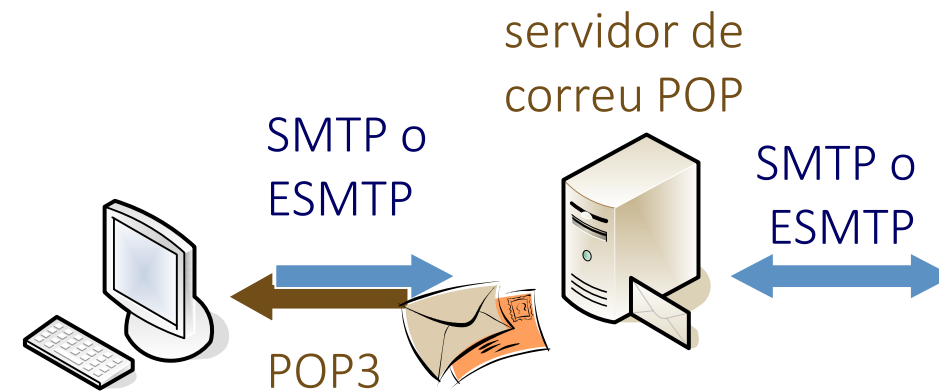 servidor de
correu POP
SMTP o
ESMTP
SMTP o
ESMTP
POP3